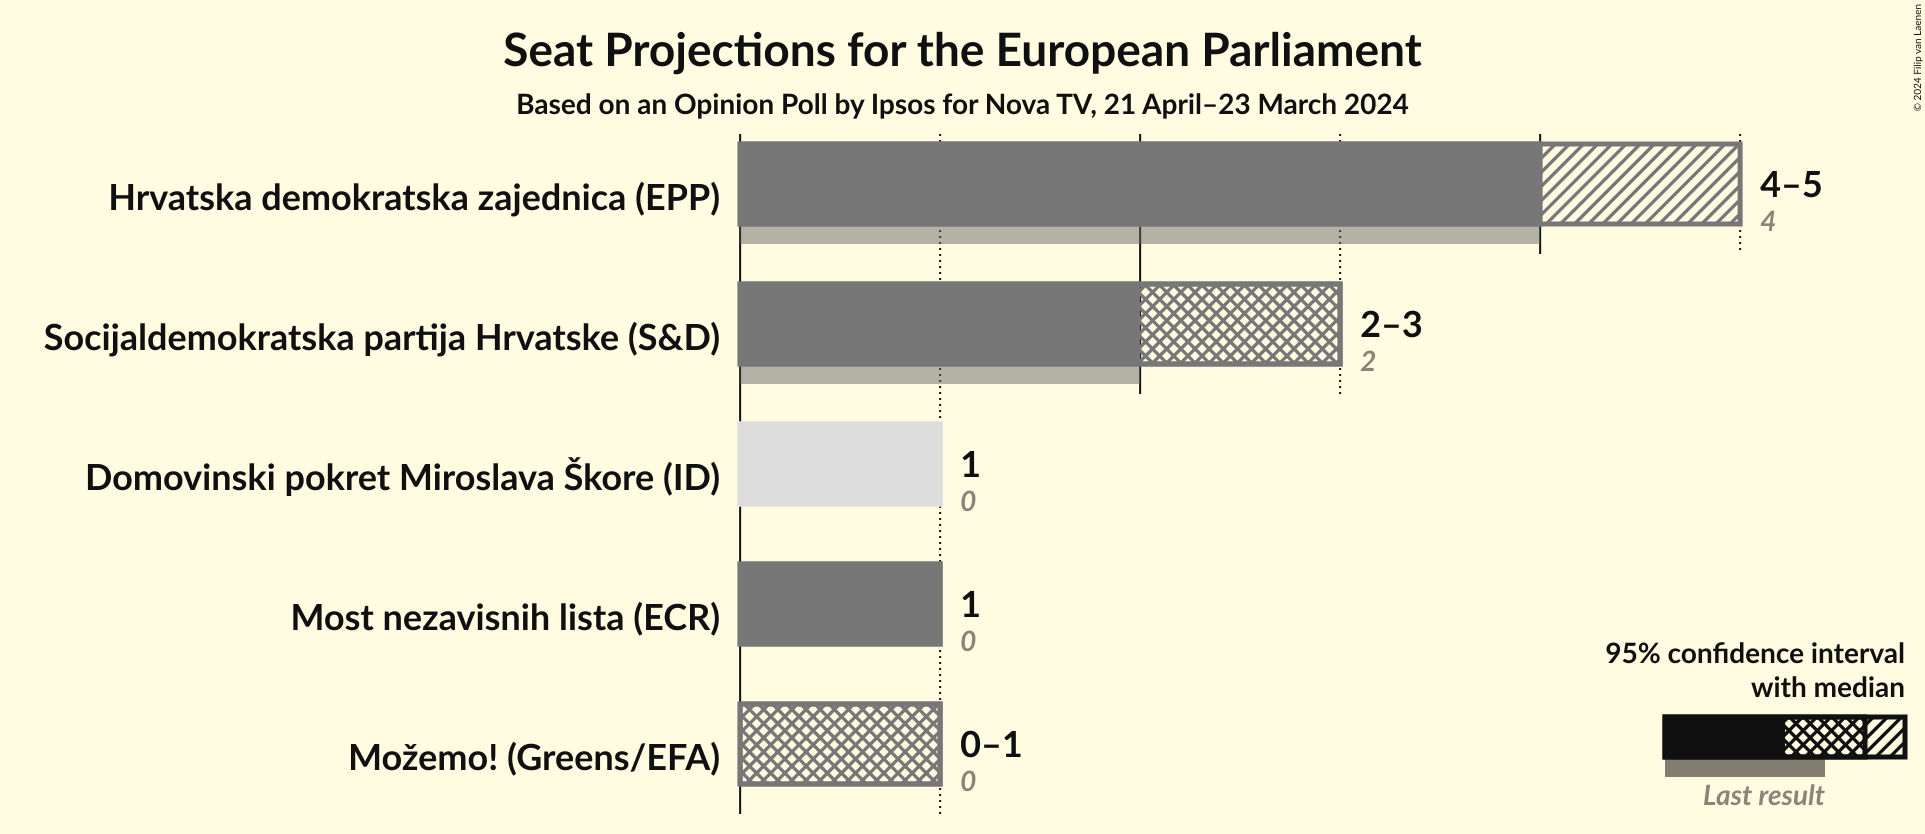 Seat Projections for the European Parliament
Based on an Opinion Poll by Ipsos for Nova TV, 21 April–23 March 2024
© 2024 Filip van Laenen
Hrvatska demokratska zajednica (EPP)
4–5
4
Socijaldemokratska partija Hrvatske (S&D)
2–3
2
Domovinski pokret Miroslava Škore (ID)
1
0
Most nezavisnih lista (ECR)
1
0
Možemo! (Greens/EFA)
0–1
0
95% confidence interval
with median
Last result